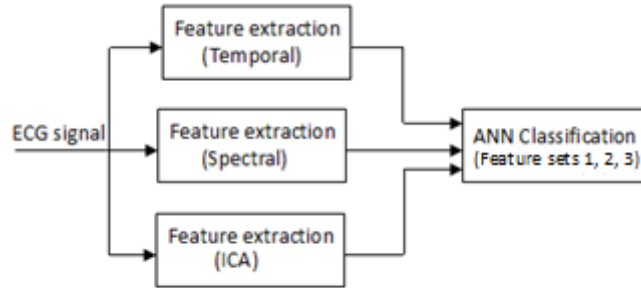 Feature extraction
(Temporal)
ECG signal
Feature extraction
(Spectral)
ANN Classification
(Feature sets 1, 2, 3)
Feature extraction
(ICA)